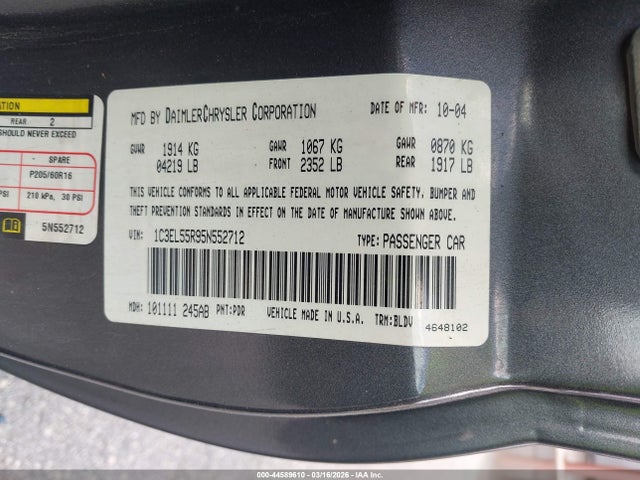 ATION
REAR 2
SHOULD NEVER EXCEED
SPARE
P205/60R16
PSI 210 kPa, 30 PSI
5N552712
MFD BY DAIMLERCHRYSLER CORPORATION DATE OF MFR: 10-04
GVWR 1914 KG GAWR 1067 KG GAWR 0870 KG
04219 LB FRONT 2352 LB REAR 1917 LB
THIS VEHICLE CONFORMS TO ALL APPLICABLE FEDERAL MOTOR VEHICLE SAFETY, BUMPER AND
THEFT PREVENTION STANDARDS IN EFFECT ON THE DATE OF MANUFACTURE SHOWN ABOVE.
VIN: 1C3EL55R95N552712 TYPE: PASSENGER CAR
MDH: 101111 245AB PNT:PDR VEHICLE MADE IN U.S.A. TRM:BLDV
4648102
000-44589610 - 03/16/2026 - IAA Inc.